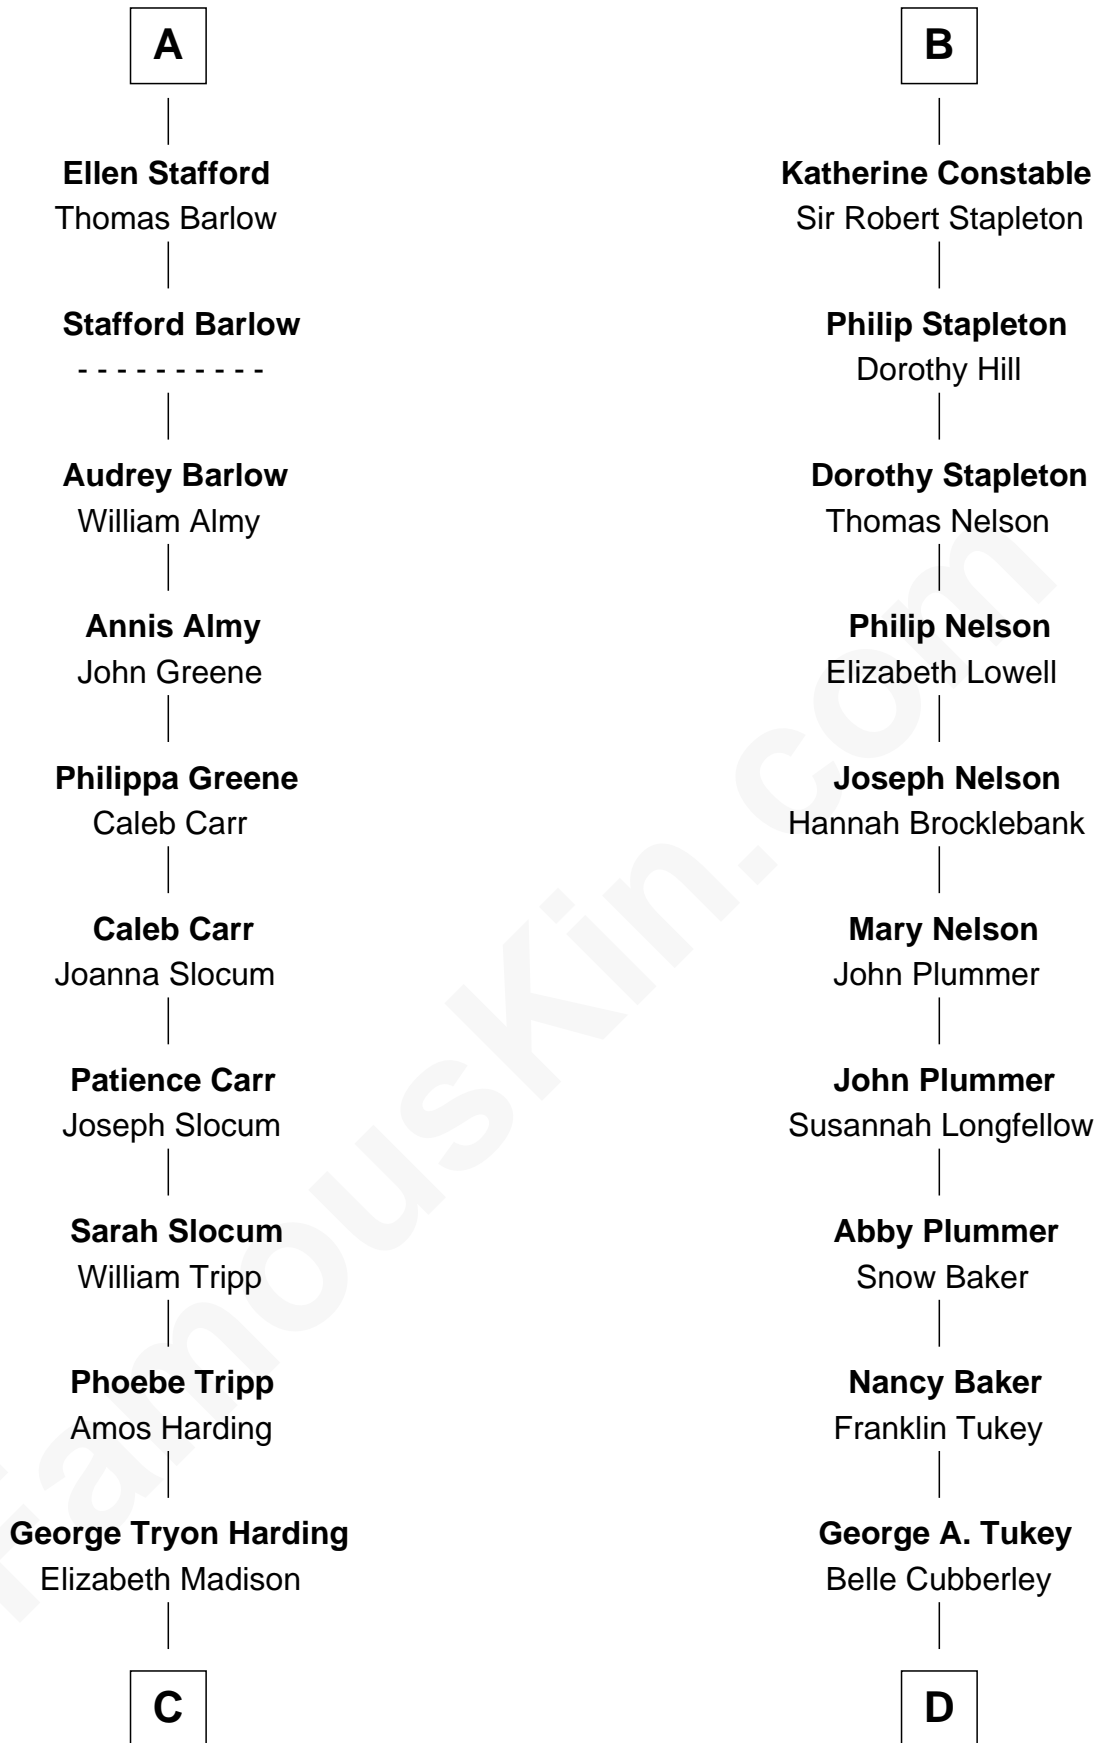 A
Ellen Stafford
Thomas Barlow
Stafford Barlow
- - - - - - - - - -
Audrey Barlow
William Almy
Annis Almy
John Greene
Philippa Greene
Caleb Carr
Caleb Carr
Joanna Slocum
Patience Carr
Joseph Slocum
Sarah Slocum
William Tripp
Phoebe Tripp
Amos Harding
George Tryon Harding
Elizabeth Madison
C
B
Katherine Constable
Sir Robert Stapleton
Philip Stapleton
Dorothy Hill
Dorothy Stapleton
Thomas Nelson
Philip Nelson
Elizabeth Lowell
Joseph Nelson
Hannah Brocklebank
Mary Nelson
John Plummer
John Plummer
Susannah Longfellow
Abby Plummer
Snow Baker
Nancy Baker
Franklin Tukey
George A. Tukey
Belle Cubberley
D
FamousKin.com